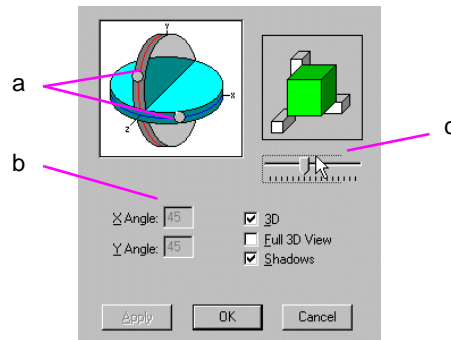 Y
a
X
Z
b
X Angle: 45
3D
Full 3D View
Y Angle: 45
Shadows
Apply
OK
Cancel